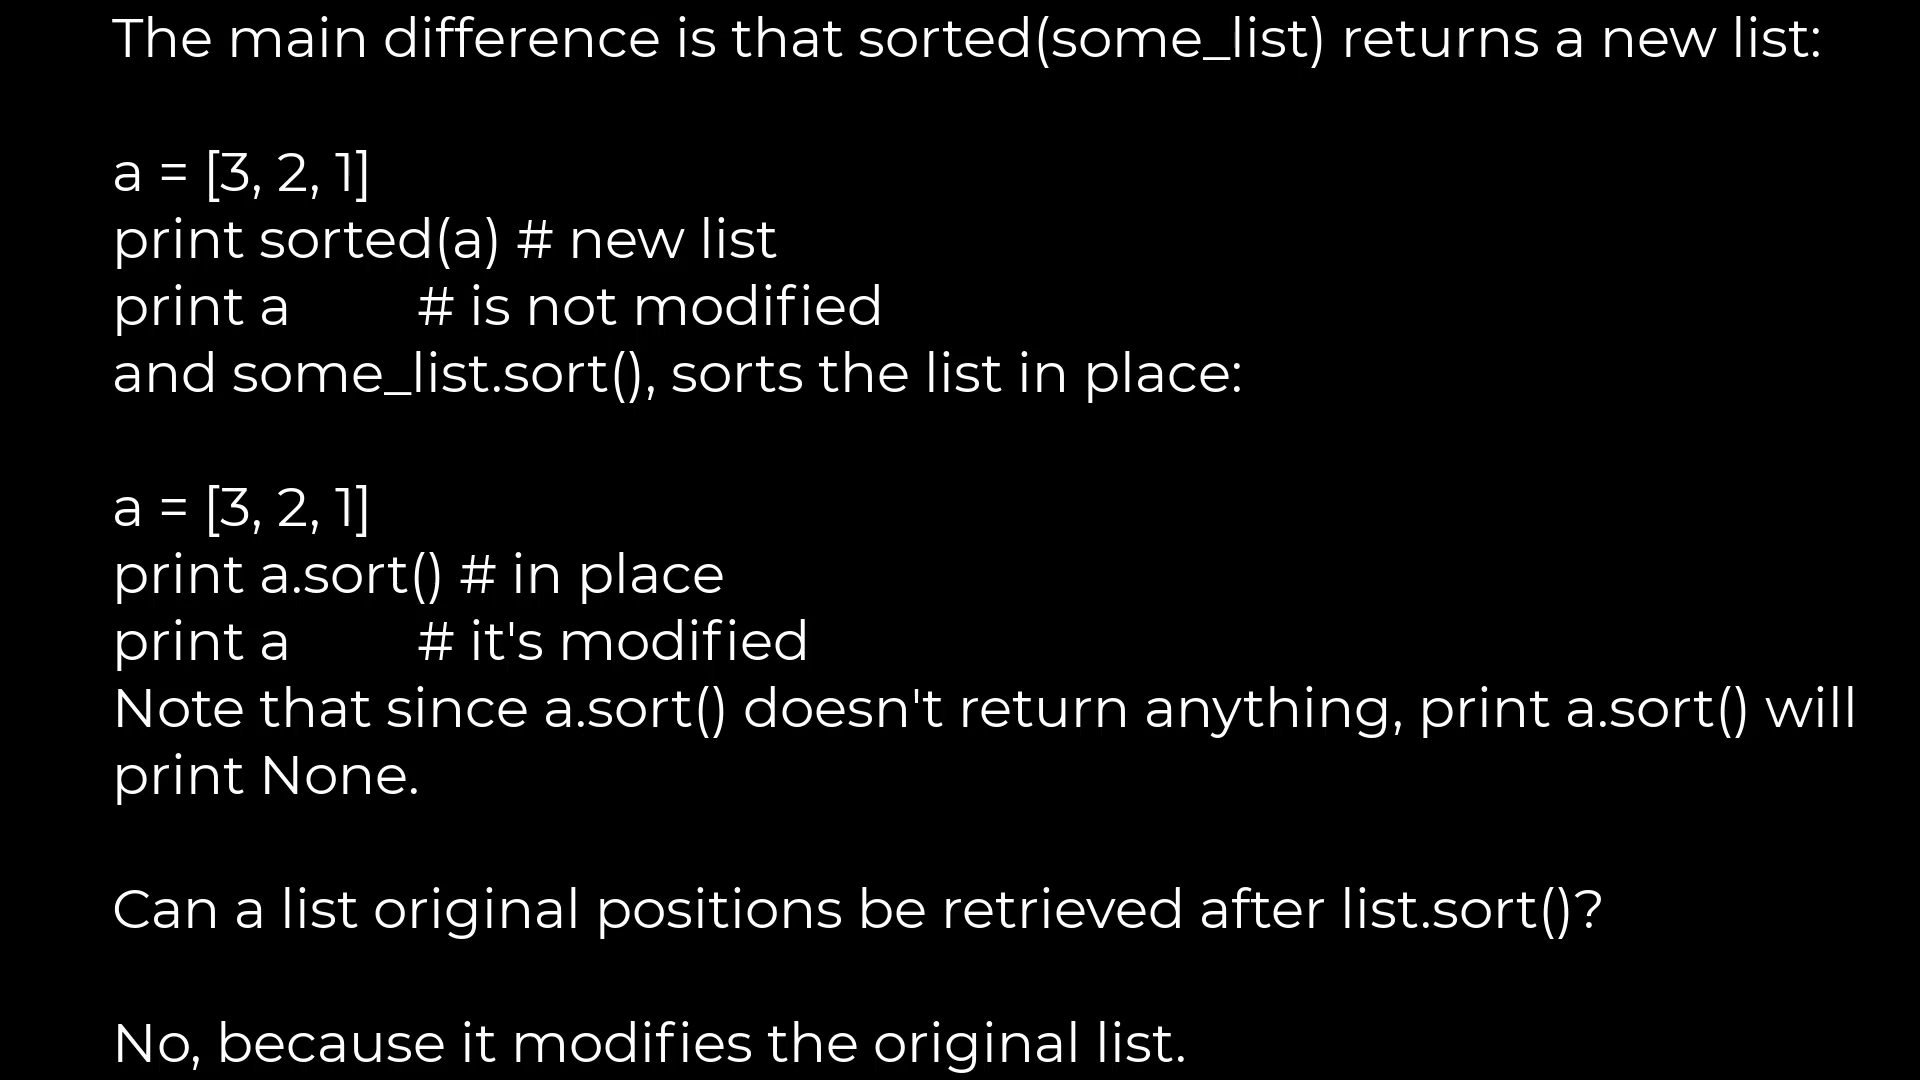 The main difference is that sorted(some_list) returns a new list:
a = [3, 2, 1]
print sorted(a) # new list
print a         # is not modified
and some_list.sort(), sorts the list in place:
a = [3, 2, 1]
print a.sort() # in place
print a         # it's modified
Note that since a.sort() doesn't return anything, print a.sort() will
print None.
Can a list original positions be retrieved after list.sort()?
No, because it modifies the original list.